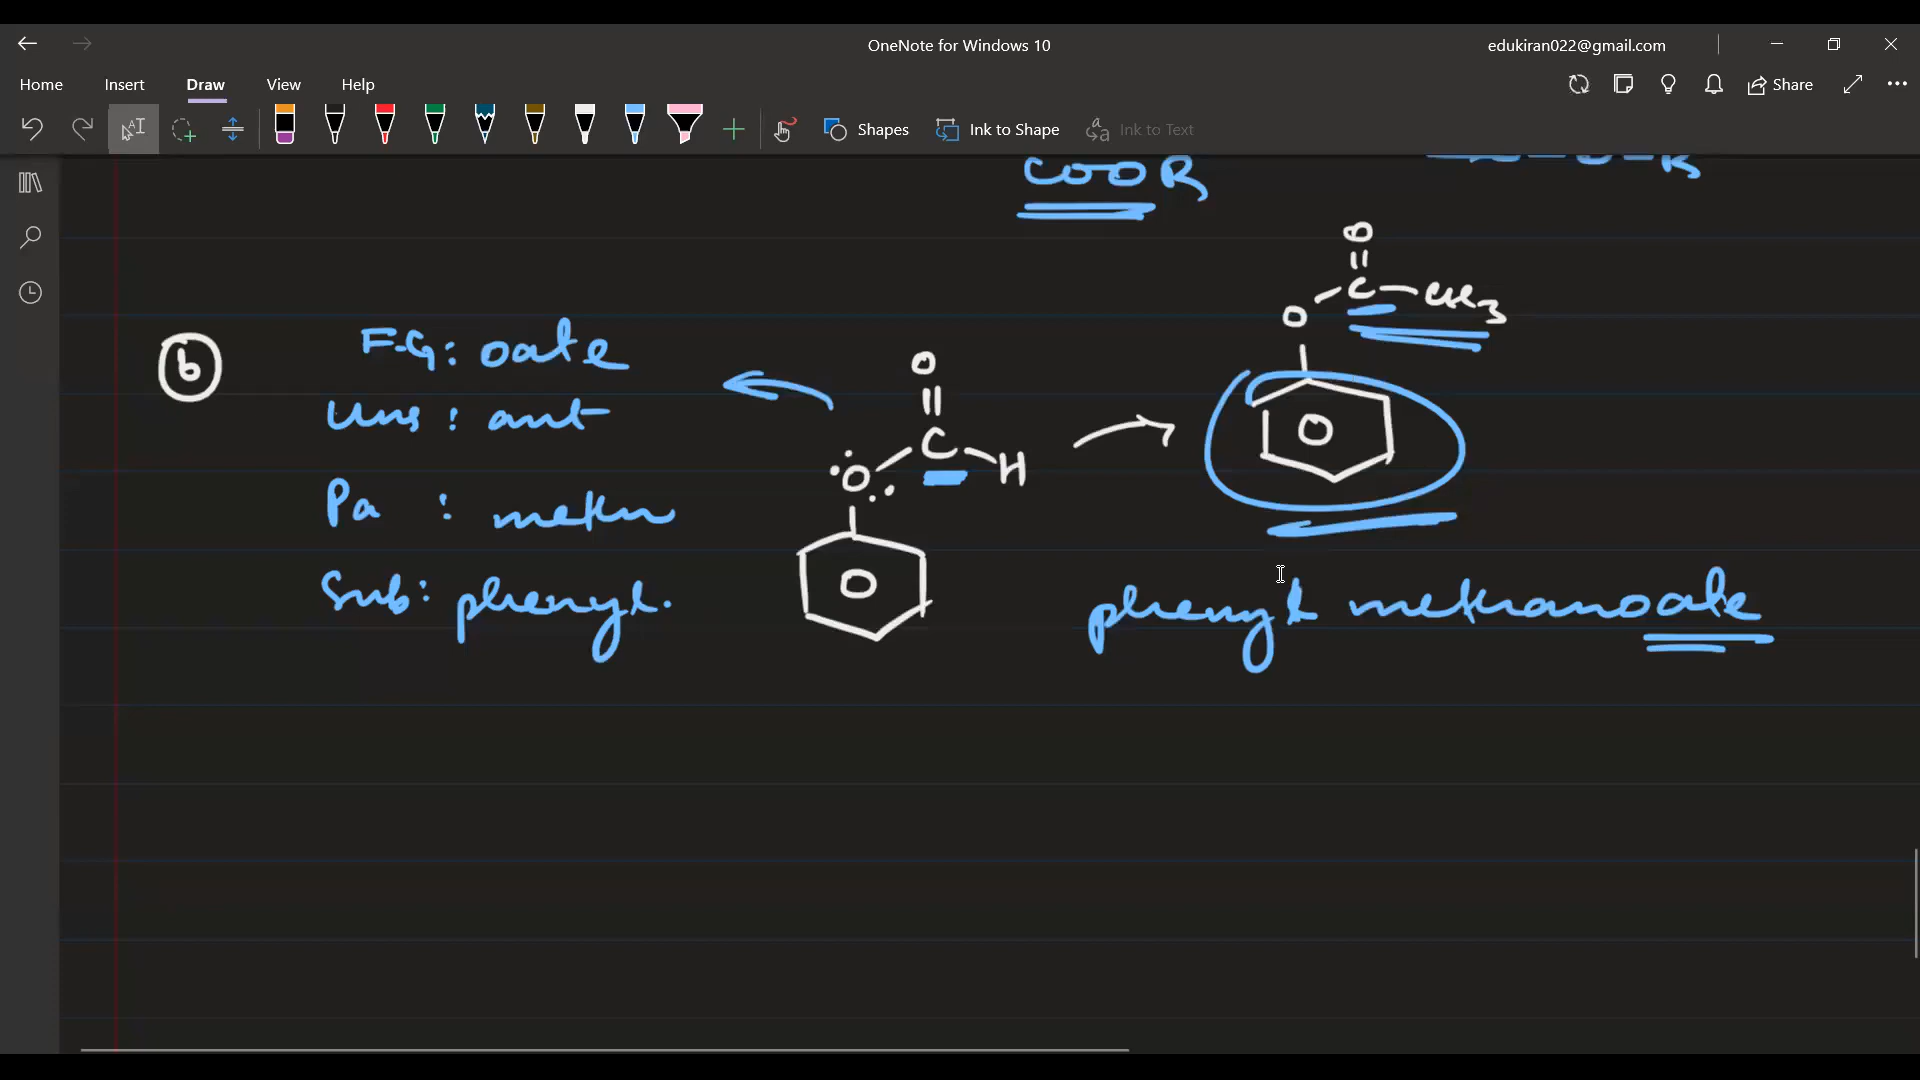 OneNote for Windows 10
edukiran022@gmail.com
Home Insert Draw View Help
Share
Shapes Ink to Shape Ink to Text
COOR
O
||
C-CH3
O
b
F.G: oate
Uns: ant
Pa : meth
Sub: phenyl.
O
||
C
O H
O
O
phenyl methanoate